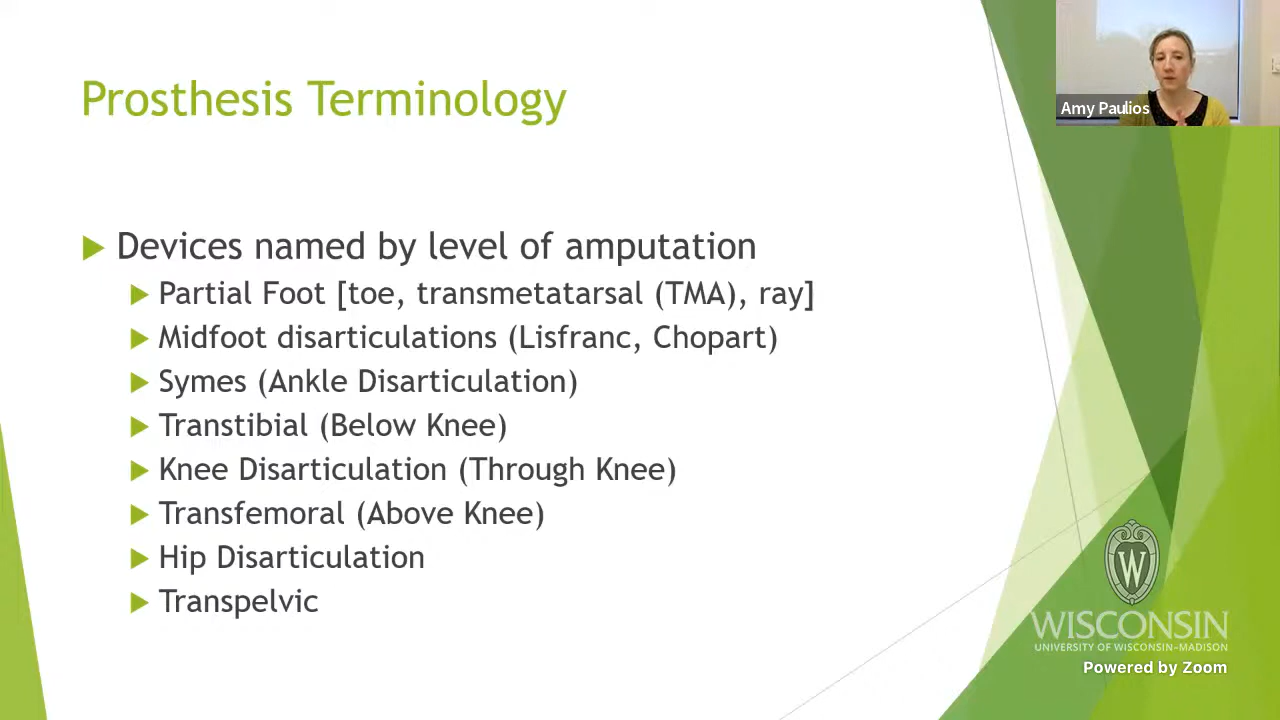 Prosthesis Terminology
Amy Paulios
Devices named by level of amputation
Partial Foot [toe, transmetatarsal (TMA), ray]
Midfoot disarticulations (Lisfranc, Chopart)
Symes (Ankle Disarticulation)
Transtibial (Below Knee)
Knee Disarticulation (Through Knee)
Transfemoral (Above Knee)
Hip Disarticulation
Transpelvic
W
WISCONSIN
UNIVERSITY OF WISCONSIN–MADISON
Powered by Zoom